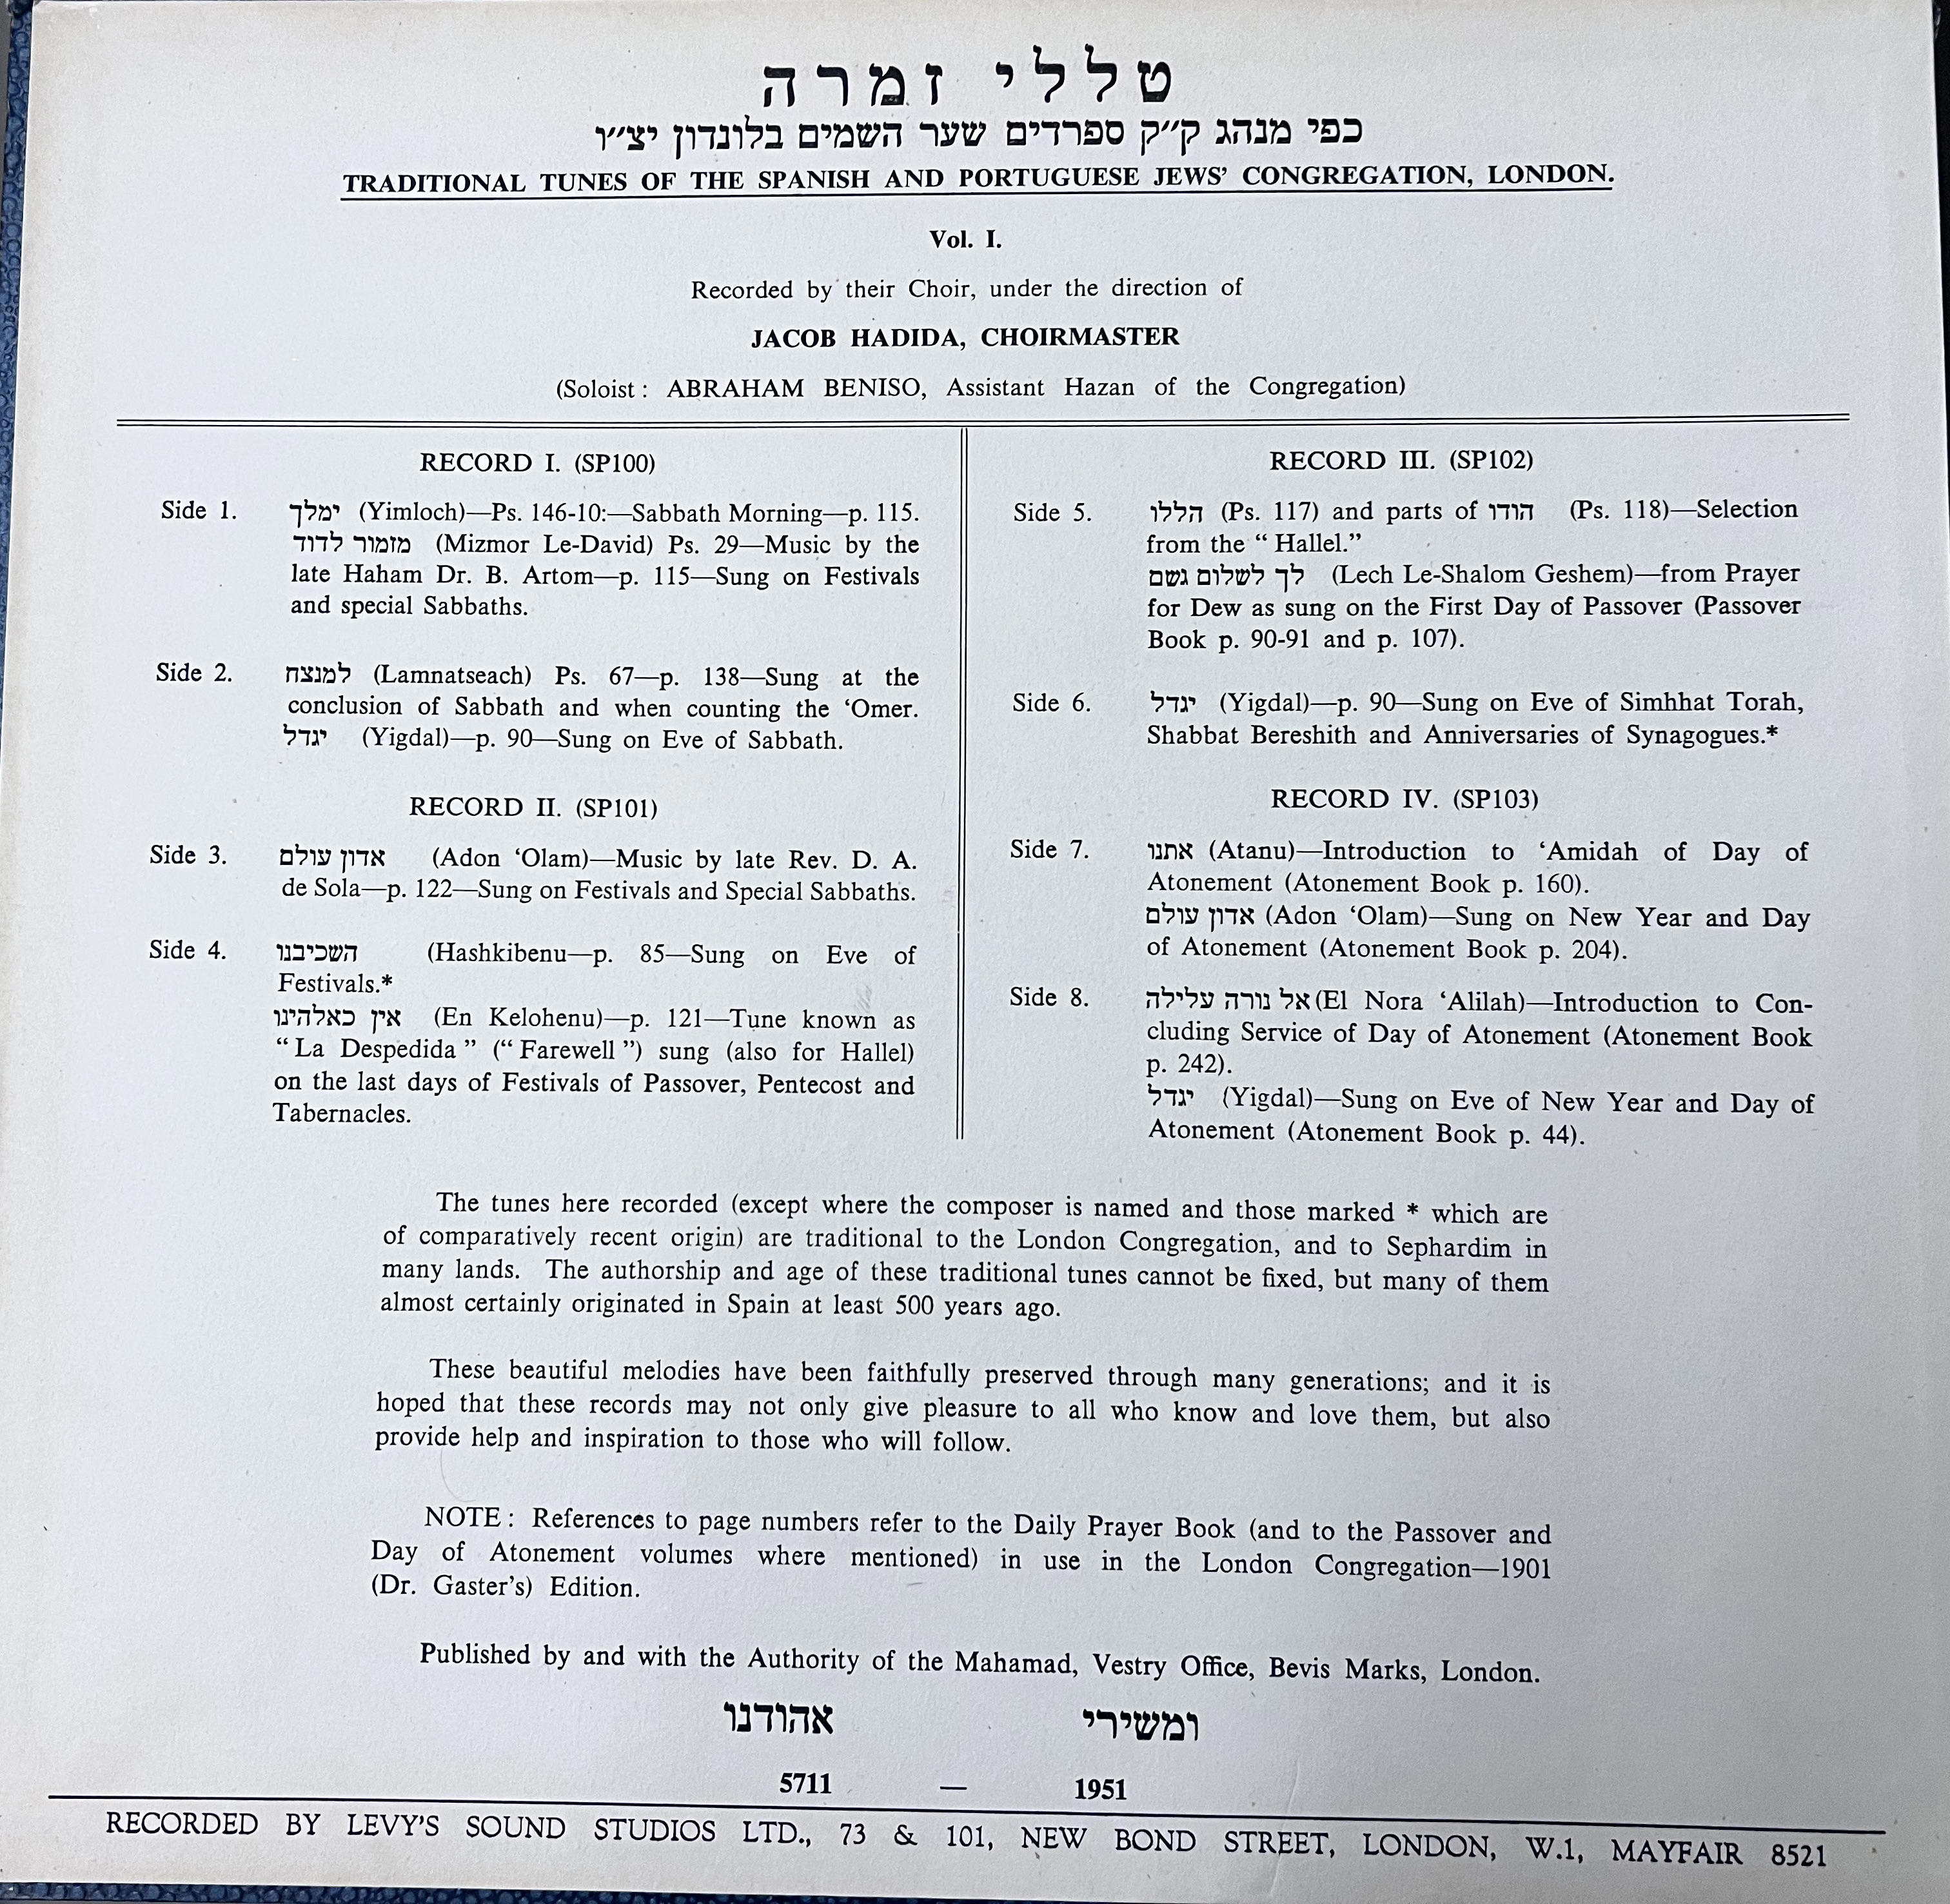 טללי זמרה
כפי מנהג ק״ק ספרדים שער השמים בלונדון יצ״ו
TRADITIONAL TUNES OF THE SPANISH AND PORTUGUESE JEWS’ CONGREGATION, LONDON.
Vol. I.
Recorded by their Choir, under the direction of
JACOB HADIDA, CHOIRMASTER
(Soloist : ABRAHAM BENISO, Assistant Hazan of the Congregation)
RECORD I. (SP100)
Side 1. ימלך (Yimloch)—Ps. 146-10:—Sabbath Morning—p. 115.
מזמור לדוד (Mizmor Le-David) Ps. 29—Music by the
late Haham Dr. B. Artom—p. 115—Sung on Festivals
and special Sabbaths.
Side 2. למנצח (Lamnatseach) Ps. 67—p. 138—Sung at the
conclusion of Sabbath and when counting the ‘Omer.
יגדל (Yigdal)—p. 90—Sung on Eve of Sabbath.
RECORD II. (SP101)
Side 3. אדון עולם (Adon ‘Olam)—Music by late Rev. D. A.
de Sola—p. 122—Sung on Festivals and Special Sabbaths.
Side 4. השכיבנו (Hashkibenu—p. 85—Sung on Eve of
Festivals.*
אין כאלהינו (En Kelohenu)—p. 121—Tune known as
“ La Despedida ” (“ Farewell ”) sung (also for Hallel)
on the last days of Festivals of Passover, Pentecost and
Tabernacles.
RECORD III. (SP102)
Side 5. הללו (Ps. 117) and parts of הודו (Ps. 118)—Selection
from the “ Hallel.”
לך לשלום גשם (Lech Le-Shalom Geshem)—from Prayer
for Dew as sung on the First Day of Passover (Passover
Book p. 90-91 and p. 107).
Side 6. יגדל (Yigdal)—p. 90—Sung on Eve of Simhhat Torah,
Shabbat Bereshith and Anniversaries of Synagogues.*
RECORD IV. (SP103)
Side 7. אתנו (Atanu)—Introduction to ‘Amidah of Day of
Atonement (Atonement Book p. 160).
אדון עולם (Adon ‘Olam)—Sung on New Year and Day
of Atonement (Atonement Book p. 204).
Side 8. אל נורה עלילה (El Nora ‘Alilah)—Introduction to Con-
cluding Service of Day of Atonement (Atonement Book
p. 242).
יגדל (Yigdal)—Sung on Eve of New Year and Day of
Atonement (Atonement Book p. 44).
The tunes here recorded (except where the composer is named and those marked * which are
of comparatively recent origin) are traditional to the London Congregation, and to Sephardim in
many lands. The authorship and age of these traditional tunes cannot be fixed, but many of them
almost certainly originated in Spain at least 500 years ago.
These beautiful melodies have been faithfully preserved through many generations; and it is
hoped that these records may not only give pleasure to all who know and love them, but also
provide help and inspiration to those who will follow.
NOTE : References to page numbers refer to the Daily Prayer Book (and to the Passover and
Day of Atonement volumes where mentioned) in use in the London Congregation—1901
(Dr. Gaster’s) Edition.
Published by and with the Authority of the Mahamad, Vestry Office, Bevis Marks, London.
ומשירי אהודנו
5711 — 1951
RECORDED BY LEVY’S SOUND STUDIOS LTD., 73 & 101, NEW BOND STREET, LONDON, W.1, MAYFAIR 8521